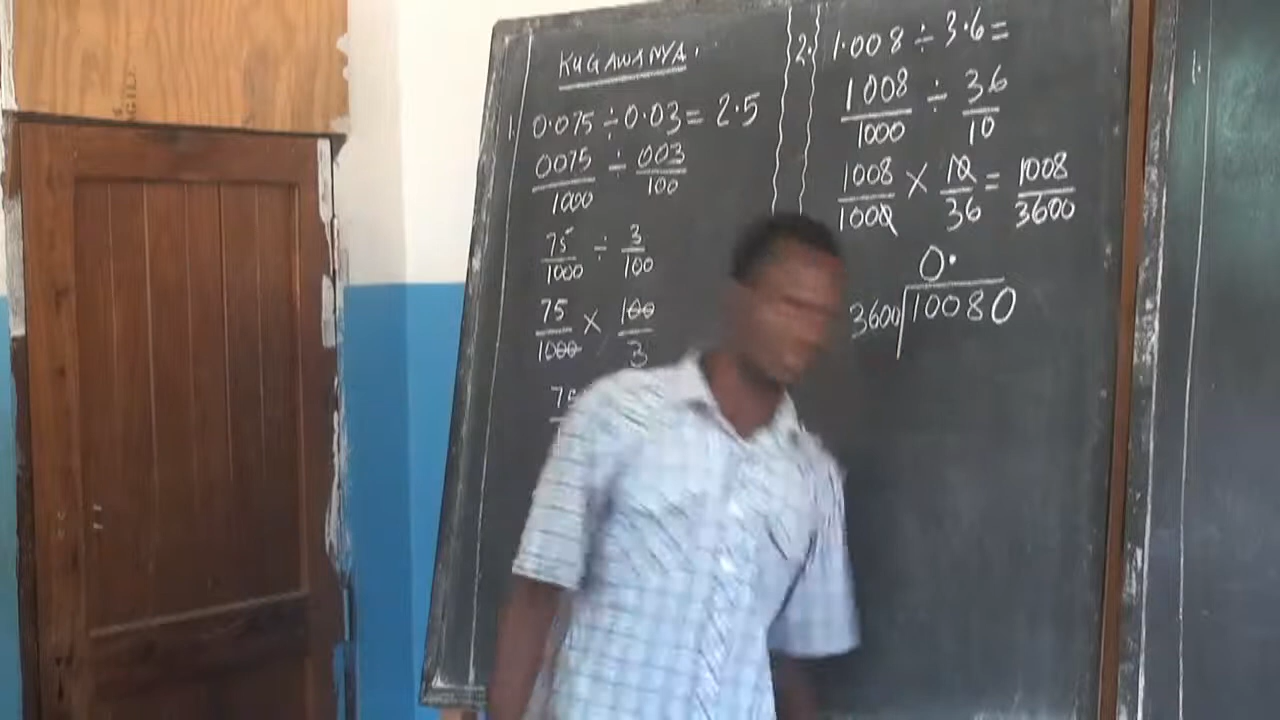 KUGAWANYA.
1. 0.075 ÷ 0.03 = 2.5
0075/1000 ÷ 003/100
75/1000 ÷ 3/100
75/1000 × 100/3
2. 1.008 ÷ 3.6 =
1008/1000 ÷ 36/10
1008/1000 × 10/36 = 1008/3600
0.
3600 10080
1.